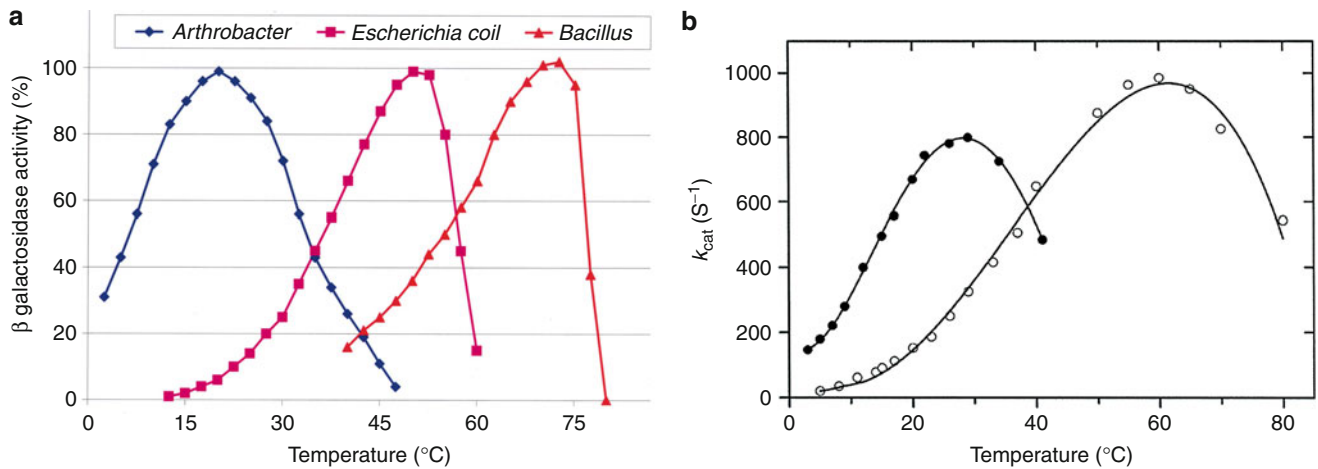 a
Arthrobacter Escherichia coil Bacillus
β galactosidase activity (%)
100
80
60
40
20
0
0 15 30 45 60 75
Temperature (°C)
b
k cat (S⁻¹)
1000
800
600
400
200
0
0 20 40 60 80
Temperature (°C)